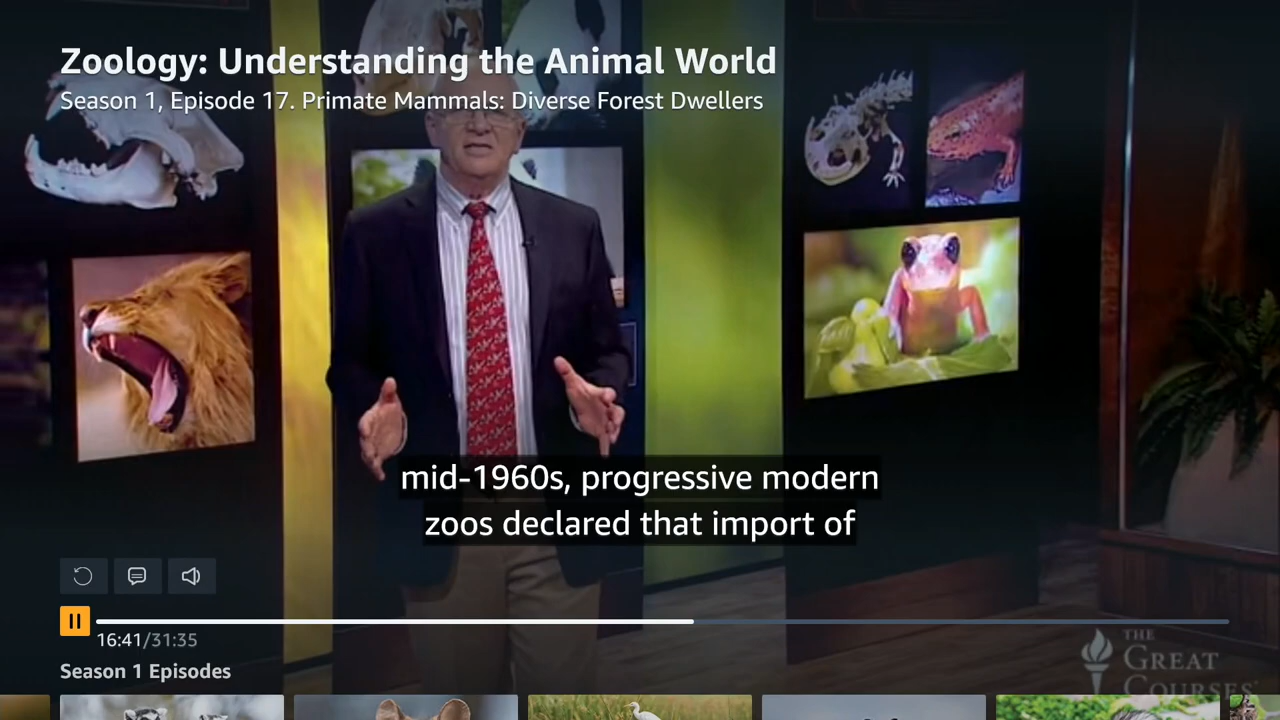 Zoology: Understanding the Animal World
Season 1, Episode 17. Primate Mammals: Diverse Forest Dwellers
mid-1960s, progressive modern
zoos declared that import of
16:41/31:35
Season 1 Episodes
THE
GREAT
COURSES